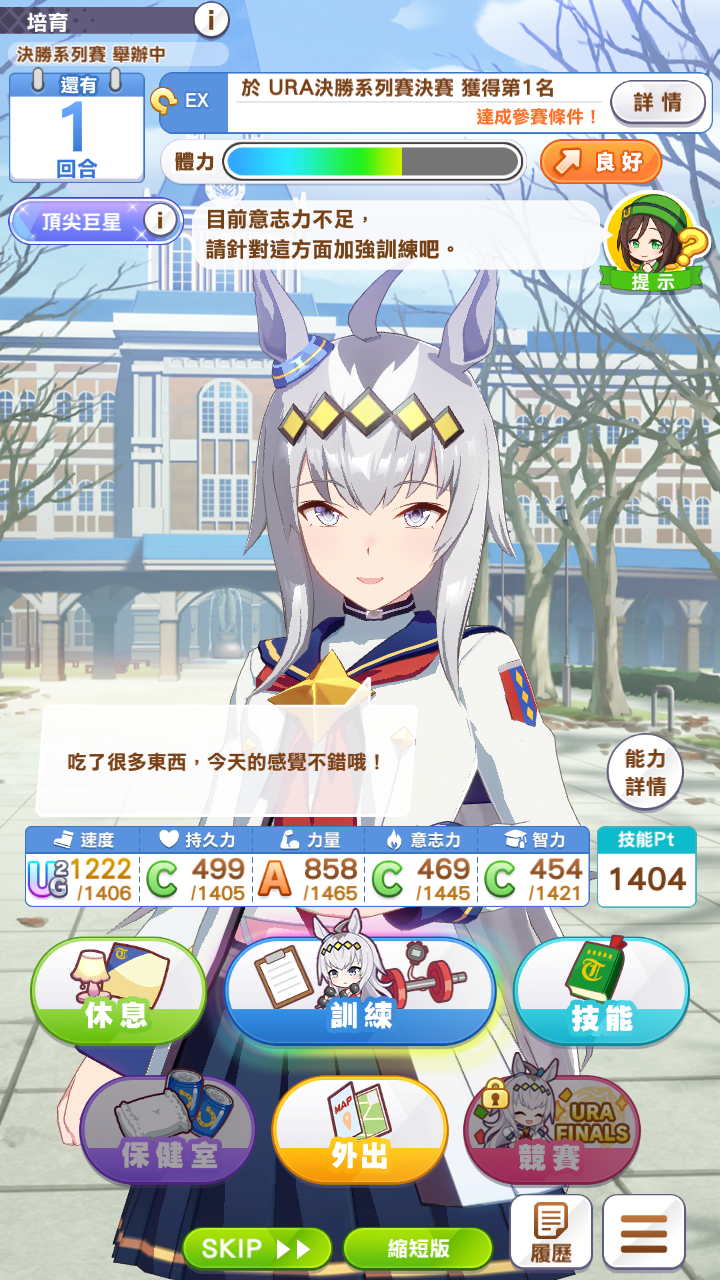 培育
i
決勝系列賽 舉辦中
還有
1
回合
EX
於 URA決勝系列賽決賽 獲得第1名
達成參賽條件！
詳情
體力
良好
頂尖巨星
i
目前意志力不足，
請針對這方面加強訓練吧。
提示
吃了很多東西，今天的感覺不錯哦！
能力
詳情
速度 持久力 力量 意志力 智力 技能Pt
UG2 1222 C 499 A 858 C 469 C 454
/1406 /1405 /1465 /1445 /1421
1404
休息
訓練
技能
保健室
MAP
外出
URA
FINALS
競賽
SKIP
縮短版
履歷